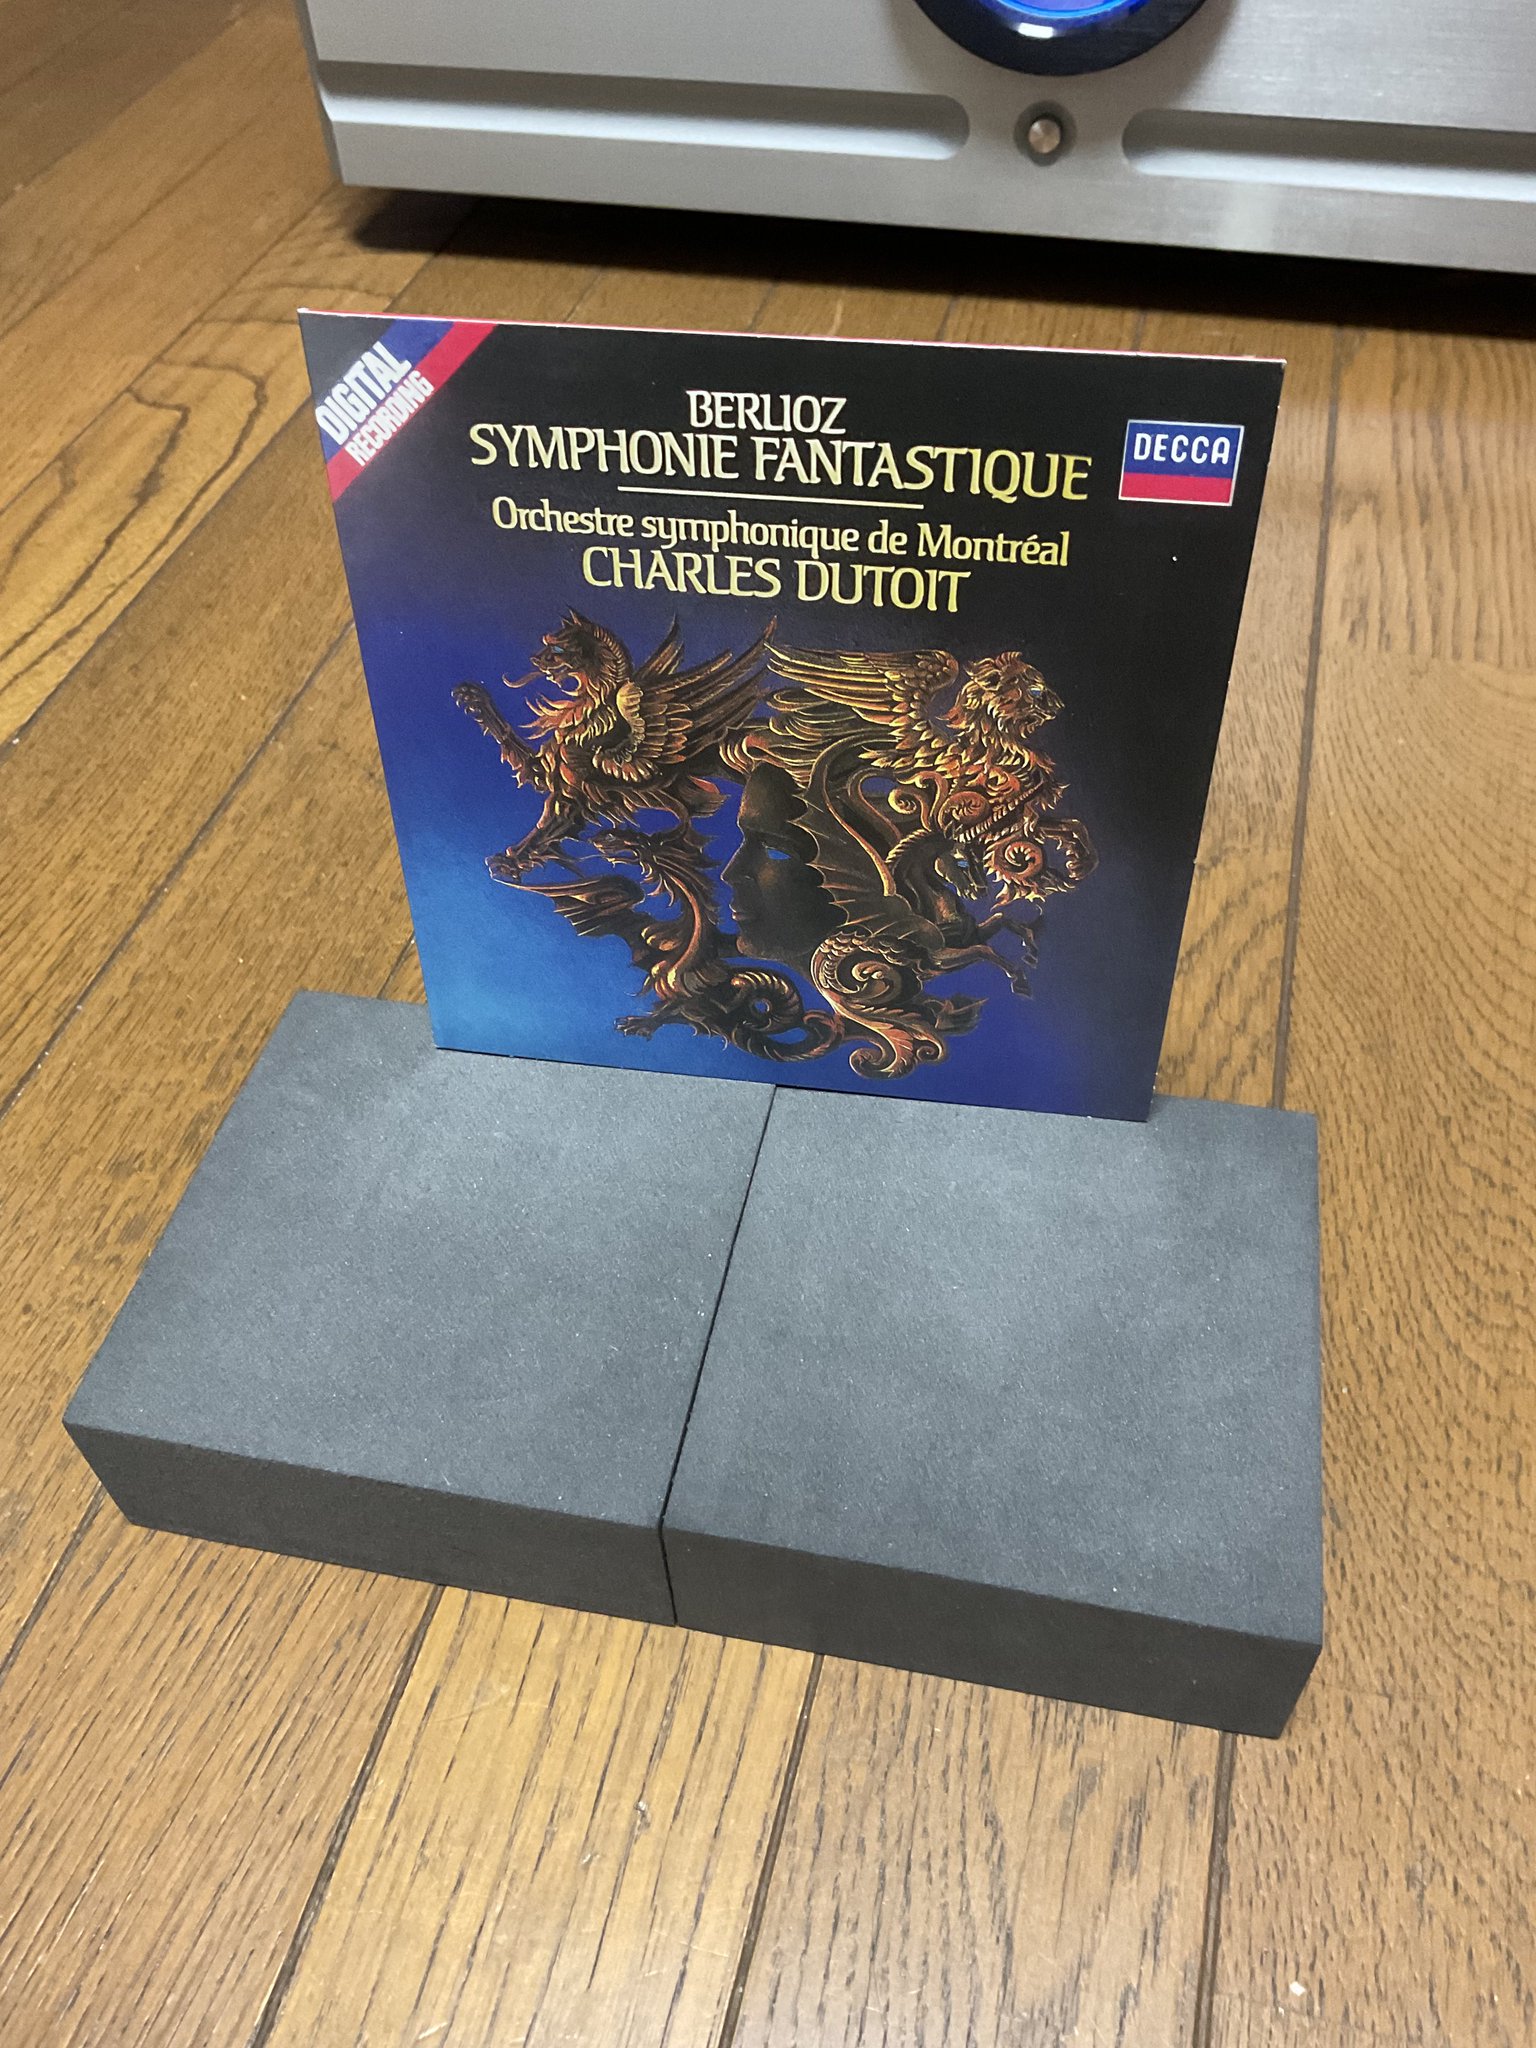 DIGITAL
RECORDING
BERLIOZ
SYMPHONIE FANTASTIQUE
DECCA
Orchestre symphonique de Montréal
CHARLES DUTOIT